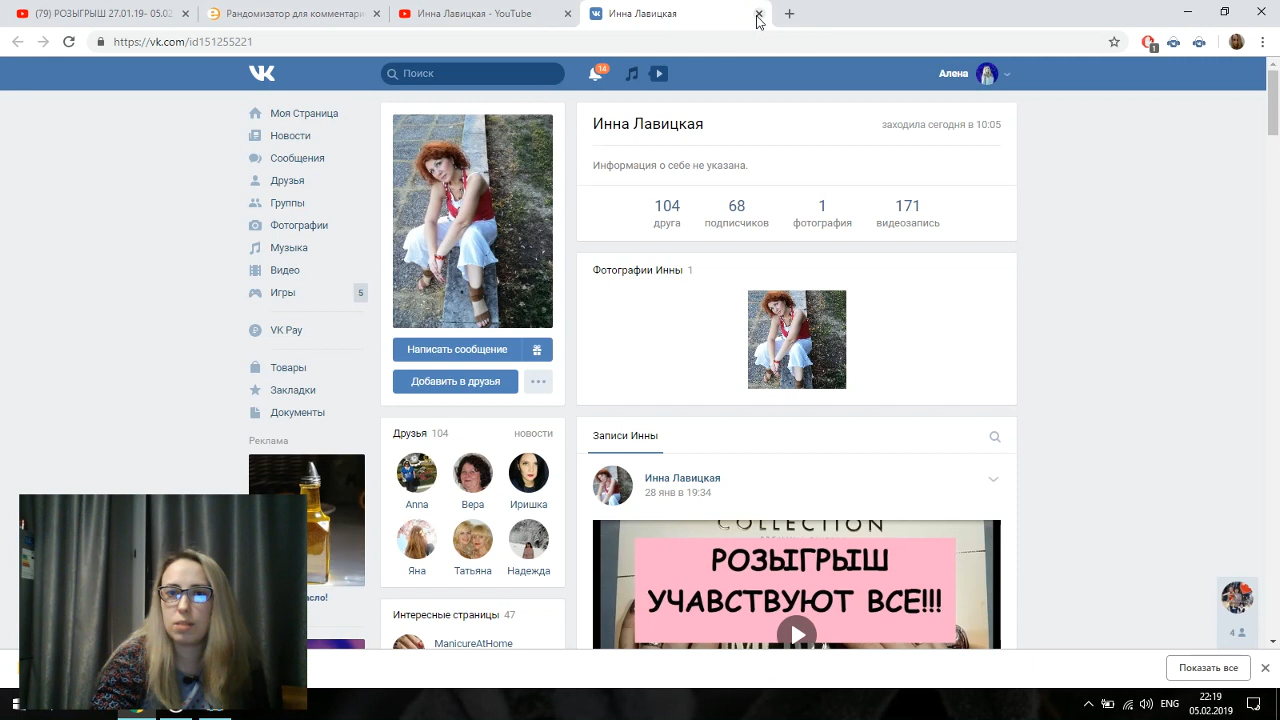 (79) РОЗЫГРЫШ 27.01.19- 05.02
Рандомизатор для комментари
Инна Лавицкая - YouTube
Инна Лавицкая
https://vk.com/id151255221
1
Поиск
14
Алена
Моя Страница
Новости
Сообщения
Друзья
Группы
Фотографии
Музыка
Видео
Игры
5
VK Pay
Товары
Закладки
Документы
Реклама
асло!
Написать сообщение
Добавить в друзья
Друзья 104
новости
Anna
Вера
Иришка
Яна
Татьяна
Надежда
Интересные страницы 47
ManicureAtHome
Инна Лавицкая
заходила сегодня в 10:05
Информация о себе не указана.
104
друга
68
подписчиков
1
фотография
171
видеозапись
Фотографии Инны 1
Записи Инны
Инна Лавицкая
28 янв в 19:34
COLLECTION
РОЗЫГРЫШ
УЧАВСТВУЮТ ВСЕ!!!
4
Показать все
ENG
22:19
05.02.2019